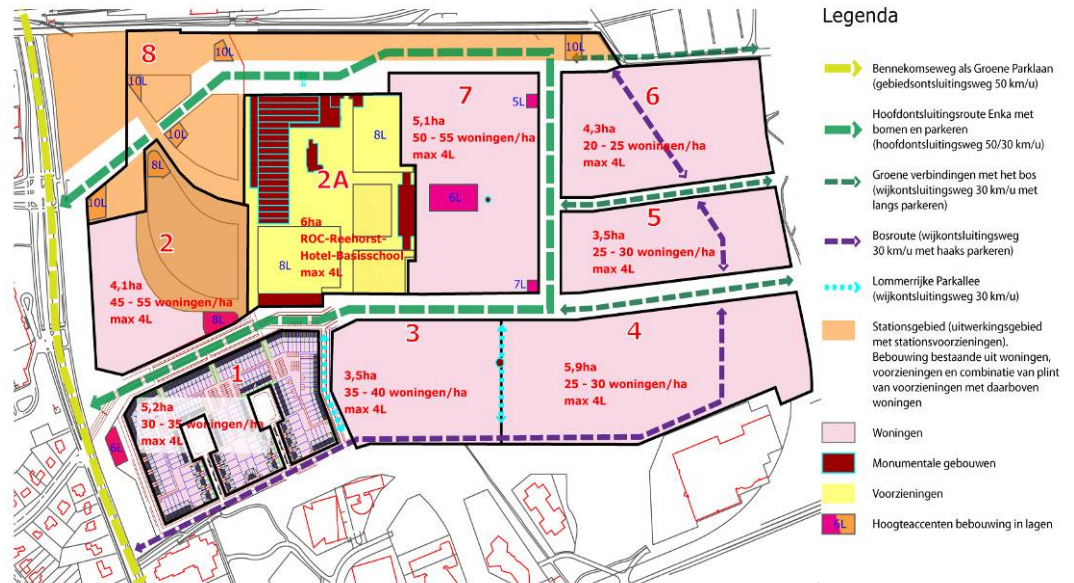 8
10L
10L
10L
10L
8L
10L
2
4,1ha
45 - 55 woningen/ha
max 4L
8L
2A
8L
6ha
ROC-Reehorst-
Hotel-Basisschool
max 4L
8L
7
5,1ha
50 - 55 woningen/ha
max 4L
5L
6L
7L
6
4,3ha
20 - 25 woningen/ha
max 4L
5
3,5ha
25 - 30 woningen/ha
max 4L
3
3,5ha
35 - 40 woningen/ha
max 4L
4
5,9ha
25 - 30 woningen/ha
max 4L
1
5,2ha
30 - 35 woningen/ha
max 4L
6L
Legenda
Bennekomseweg als Groene Parklaan
(gebiedsontsluitingsweg 50 km/u)
Hoofdontsluitingsroute Enka met
bomen en parkeren
(hoofdontsluitingsweg 50/30 km/u)
Groene verbindingen met het bos
(wijkontsluitingsweg 30 km/u met
langs parkeren)
Bosroute (wijkontsluitingsweg
30 km/u met haaks parkeren)
Lommerrijke Parkallee
(wijkontsluitingsweg 30 km/u)
Stationsgebied (uitwerkingsgebied
met stationsvoorzieningen).
Bebouwing bestaande uit woningen,
voorzieningen en combinatie van plint
van voorzieningen met daarboven
woningen
Woningen
Monumentale gebouwen
Voorzieningen
6L
Hoogteaccenten bebouwing in lagen